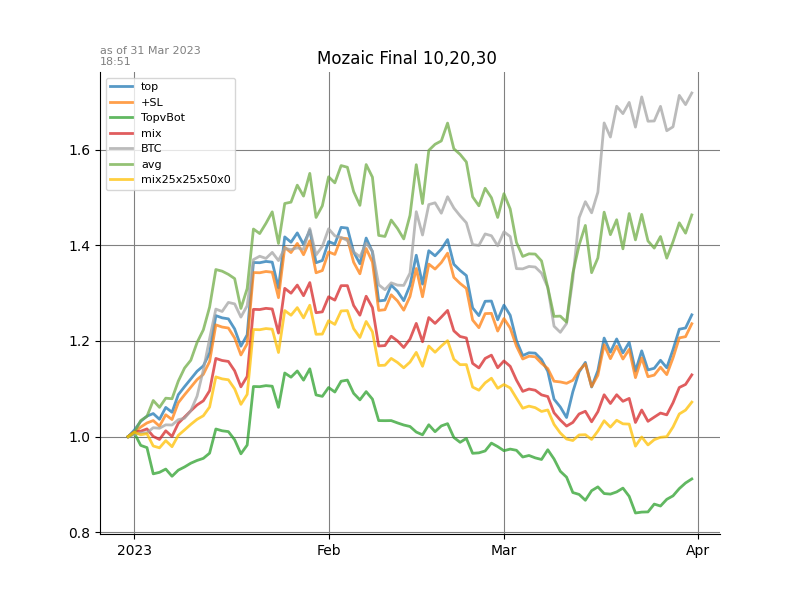 as of 31 Mar 2023
18:51
Mozaic Final 10,20,30
top
+SL
TopvBot
mix
BTC
avg
mix25x25x50x0
1.6
1.4
1.2
1.0
0.8
2023 Feb Mar Apr